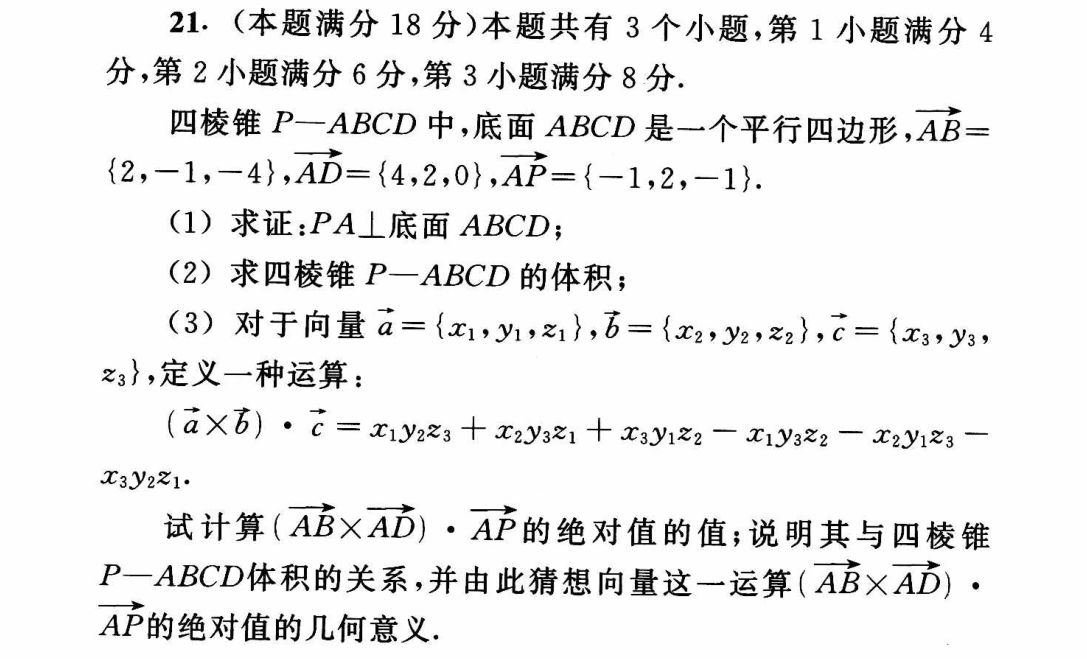 21. (本题满分 18 分)本题共有 3 个小题,第 1 小题满分 4
分,第 2 小题满分 6 分,第 3 小题满分 8 分.
四棱锥 P—ABCD 中,底面 ABCD 是一个平行四边形,$\overrightarrow{AB}$=
{2,−1,−4},$\overrightarrow{AD}$={4,2,0},$\overrightarrow{AP}$={−1,2,−1}.
(1) 求证:PA⊥底面 ABCD;
(2) 求四棱锥 P—ABCD 的体积;
(3) 对于向量 $\vec{a}$={x₁,y₁,z₁},$\vec{b}$={x₂,y₂,z₂},$\vec{c}$={x₃,y₃,
z₃},定义一种运算:
($\vec{a}$×$\vec{b}$)·$\vec{c}$=x₁y₂z₃+x₂y₃z₁+x₃y₁z₂−x₁y₃z₂−x₂y₁z₃−
x₃y₂z₁.
试计算($\overrightarrow{AB}$×$\overrightarrow{AD}$)·$\overrightarrow{AP}$的绝对值的值;说明其与四棱锥
P—ABCD体积的关系,并由此猜想向量这一运算($\overrightarrow{AB}$×$\overrightarrow{AD}$)·
$\overrightarrow{AP}$的绝对值的几何意义.